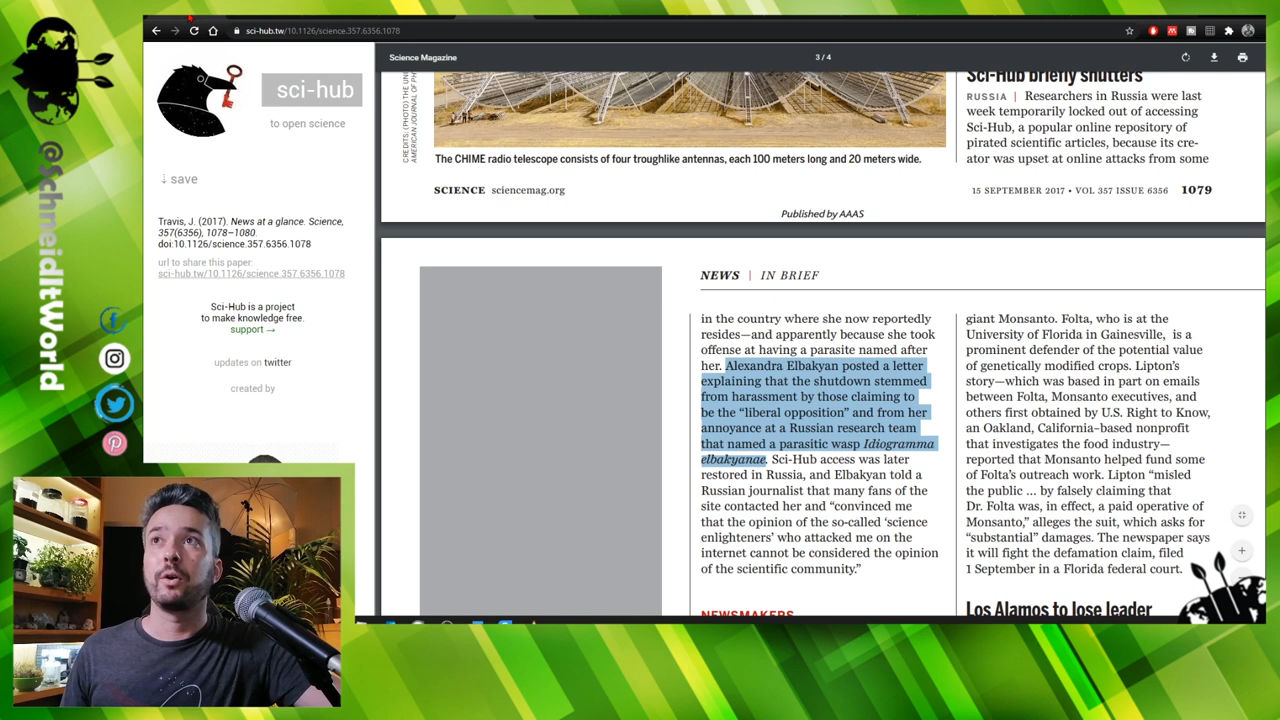 sci-hub.tw/10.1126/science.357.6356.1078
sci-hub
to open science
↓ save
Travis, J. (2017). News at a glance. Science,
357(6356), 1078–1080.
doi:10.1126/science.357.6356.1078
url to share this paper:
sci-hub.tw/10.1126/science.357.6356.1078
Sci-Hub is a project
to make knowledge free.
support →
updates on twitter
created by
@SchneidItWorld
Science Magazine
3 / 4
CREDITS: (PHOTO) THE
AMERICAN JOURNAL OF
The CHIME radio telescope consists of four troughlike antennas, each 100 meters long and 20 meters wide.
Sci-Hub briefly shutters
RUSSIA | Researchers in Russia were last
week temporarily locked out of accessing
Sci-Hub, a popular online repository of
pirated scientific articles, because its cre-
ator was upset at online attacks from some
SCIENCE sciencemag.org
15 SEPTEMBER 2017 • VOL 357 ISSUE 6356 1079
Published by AAAS
NEWS | IN BRIEF
in the country where she now reportedly
resides—and apparently because she took
offense at having a parasite named after
her. Alexandra Elbakyan posted a letter
explaining that the shutdown stemmed
from harassment by those claiming to
be the “liberal opposition” and from her
annoyance at a Russian research team
that named a parasitic wasp Idiogramma
elbakyanae. Sci-Hub access was later
restored in Russia, and Elbakyan told a
Russian journalist that many fans of the
site contacted her and “convinced me
that the opinion of the so-called ‘science
enlighteners’ who attacked me on the
internet cannot be considered the opinion
of the scientific community.”
NEWSMAKERS
giant Monsanto. Folta, who is at the
University of Florida in Gainesville, is a
prominent defender of the potential value
of genetically modified crops. Lipton’s
story—which was based in part on emails
between Folta, Monsanto executives, and
others first obtained by U.S. Right to Know,
an Oakland, California–based nonprofit
that investigates the food industry—
reported that Monsanto helped fund some
of Folta’s outreach work. Lipton “misled
the public ... by falsely claiming that
Dr. Folta was, in effect, a paid operative of
Monsanto,” alleges the suit, which asks for
“substantial” damages. The newspaper says
it will fight the defamation claim, filed
1 September in a Florida federal court.
Los Alamos to lose leader